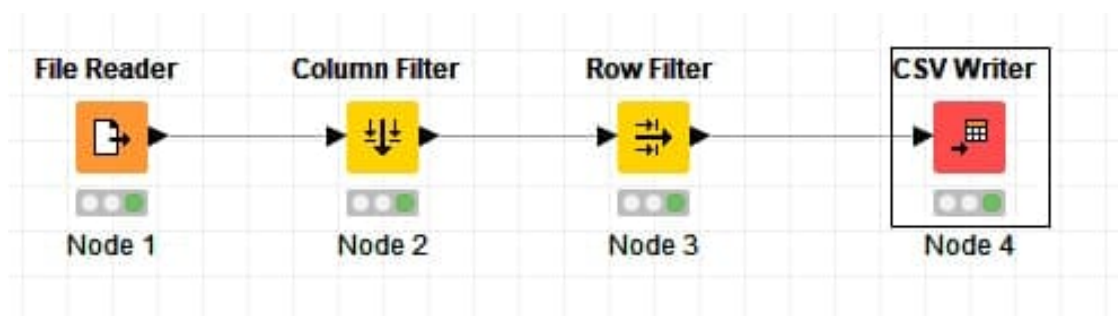 File Reader
Column Filter
Row Filter
CSV Writer
Node 1
Node 2
Node 3
Node 4